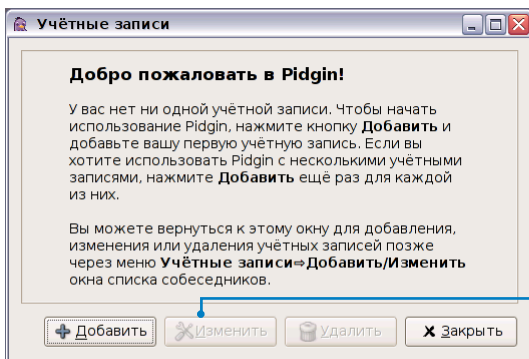 Учётные записи
Добро пожаловать в Pidgin!
У вас нет ни одной учётной записи. Чтобы начать
использование Pidgin, нажмите кнопку Добавить и
добавьте вашу первую учётную запись. Если вы
хотите использовать Pidgin с несколькими учётными
записями, нажмите Добавить ещё раз для каждой
из них.
Вы можете вернуться к этому окну для добавления,
изменения или удаления учётных записей позже
через меню Учётные записи⇨Добавить/Изменить
окна списка собеседников.
Добавить Изменить Удалить Закрыть